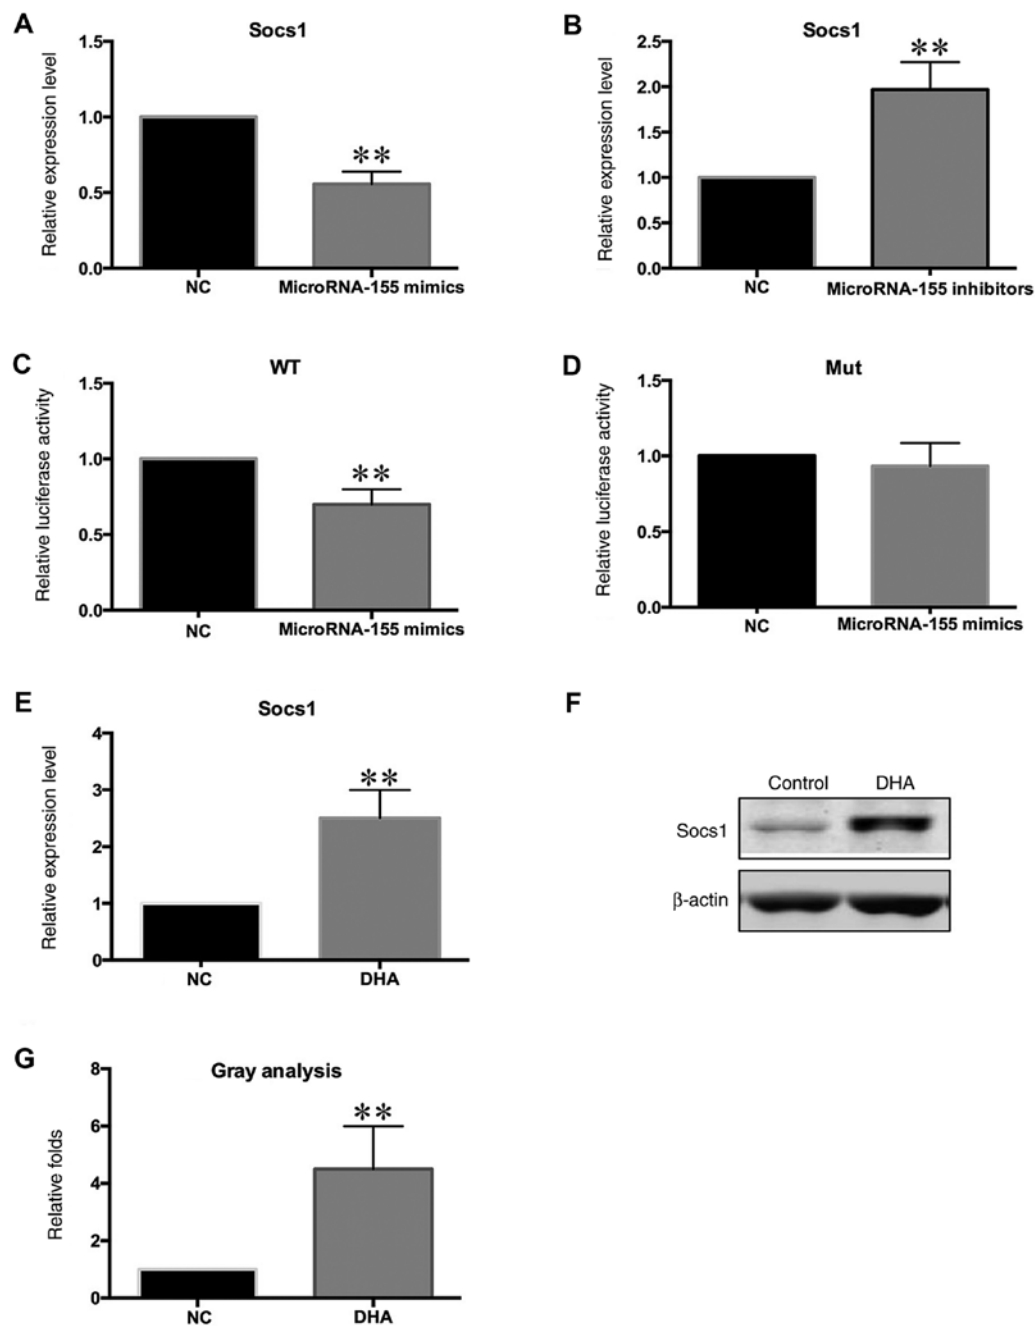 A
Socs1
Relative expression level
1.5
1.0
0.5
0.0
**
NC
MicroRNA-155 mimics
B
Socs1
Relative expression level
2.5
2.0
1.5
1.0
0.5
0.0
**
NC
MicroRNA-155 inhibitors
C
WT
Relative luciferase activity
1.5
1.0
0.5
0.0
**
NC
MicroRNA-155 mimics
D
Mut
Relative luciferase activity
1.5
1.0
0.5
0.0
NC
MicroRNA-155 mimics
E
Socs1
Relative expression level
4
3
2
1
0
**
NC
DHA
F
Control DHA
Socs1
β-actin
G
Gray analysis
Relative folds
8
6
4
2
0
**
NC
DHA